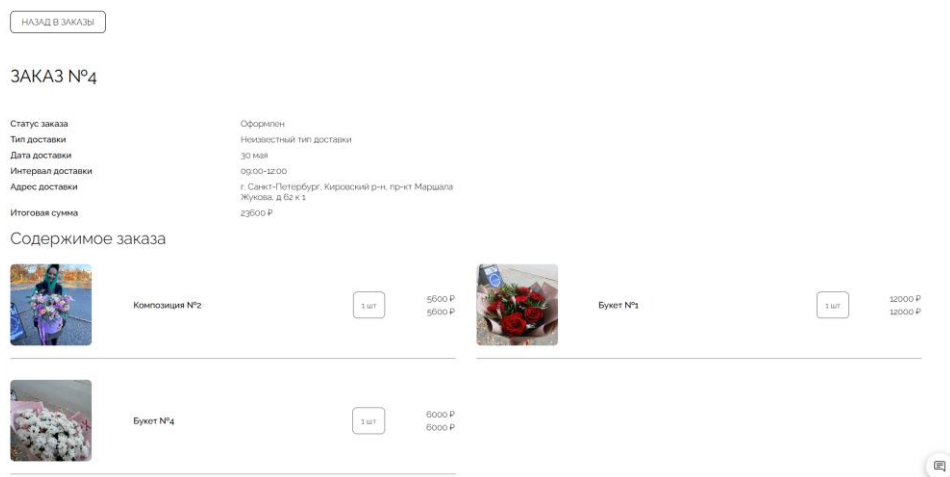 НАЗАД В ЗАКАЗЫ
ЗАКАЗ №4
Статус заказа Оформлен
Тип доставки Неизвестный тип доставки
Дата доставки 30 мая
Интервал доставки 09:00-12:00
Адрес доставки г. Санкт-Петербург, Кировский р-н, пр-кт Маршала
Жукова, д 62 к 1
Итоговая сумма 23600 ₽
Содержимое заказа
Композиция №2 1 шт 5600 ₽
5600 ₽
Букет №1 1 шт 12000 ₽
12000 ₽
Букет №4 1 шт 6000 ₽
6000 ₽